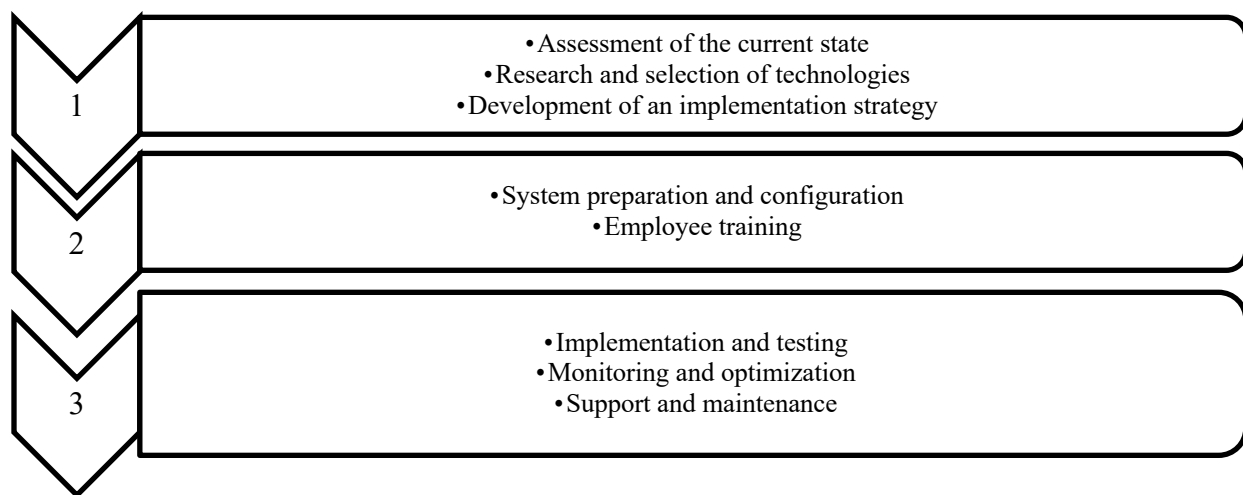 1
•Assessment of the current state
•Research and selection of technologies
•Development of an implementation strategy
2
•System preparation and configuration
•Employee training
3
•Implementation and testing
•Monitoring and optimization
•Support and maintenance